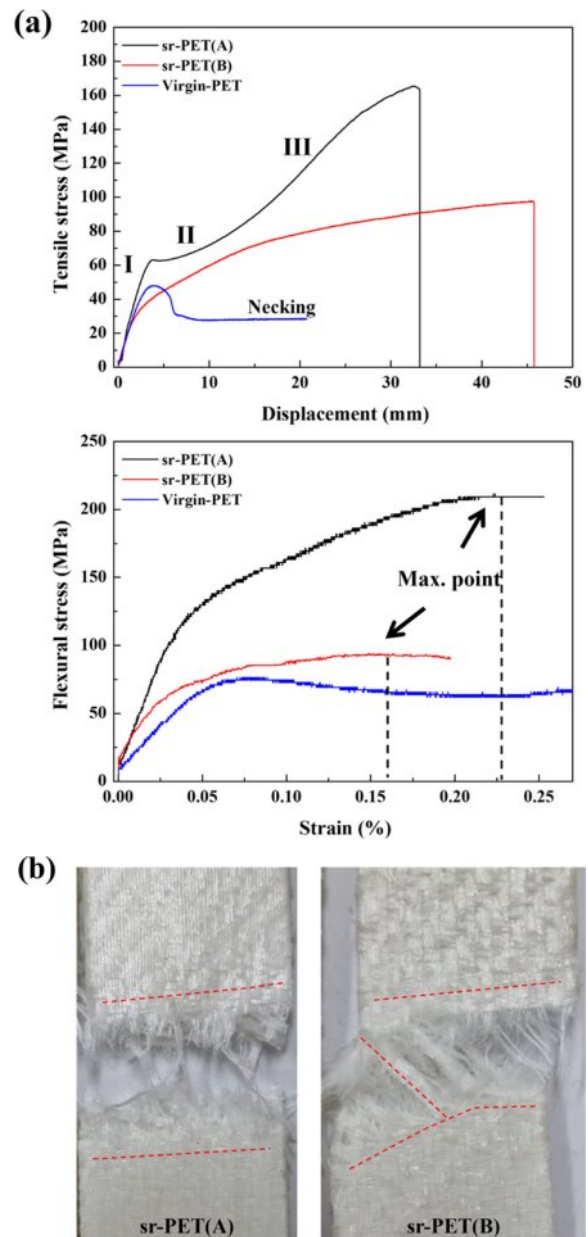 (a)
200
180
160
140
120
100
80
60
40
20
0
Tensile stress (MPa)
sr-PET(A)
sr-PET(B)
Virgin-PET
I
II
III
Necking
0 10 20 30 40 50
Displacement (mm)
250
200
150
100
50
0
Flexural stress (MPa)
sr-PET(A)
sr-PET(B)
Virgin-PET
Max. point
0.00 0.05 0.10 0.15 0.20 0.25
Strain (%)
(b)
sr-PET(A)
sr-PET(B)